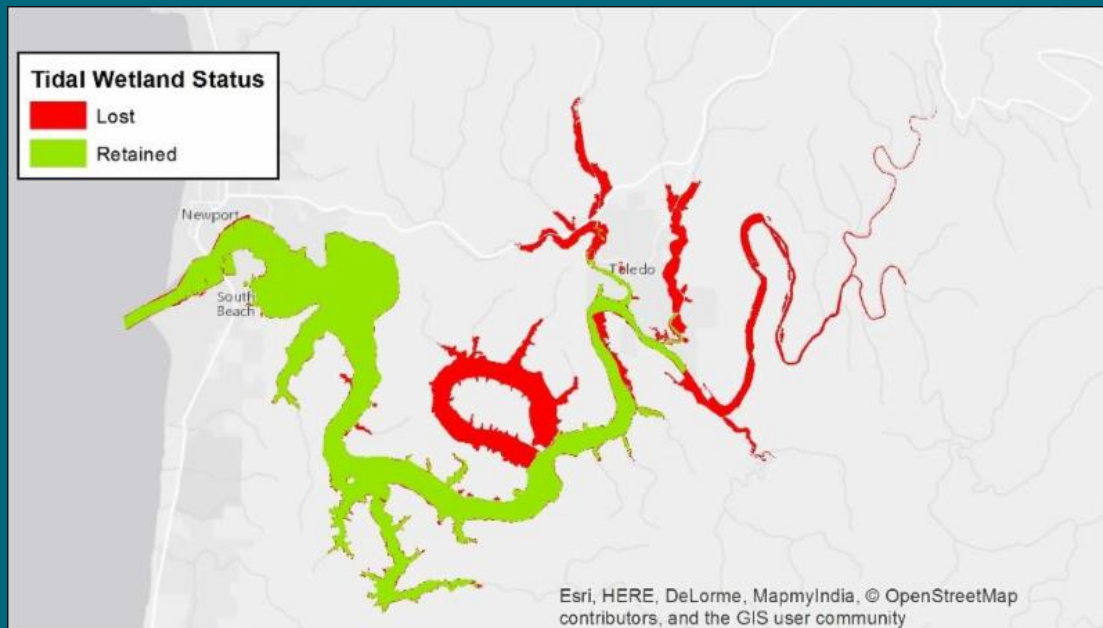 Tidal Wetland Status
Lost
Retained
Newport
South
Beach
Toledo
Esri, HERE, DeLorme, MapmyIndia, © OpenStreetMap
contributors, and the GIS user community